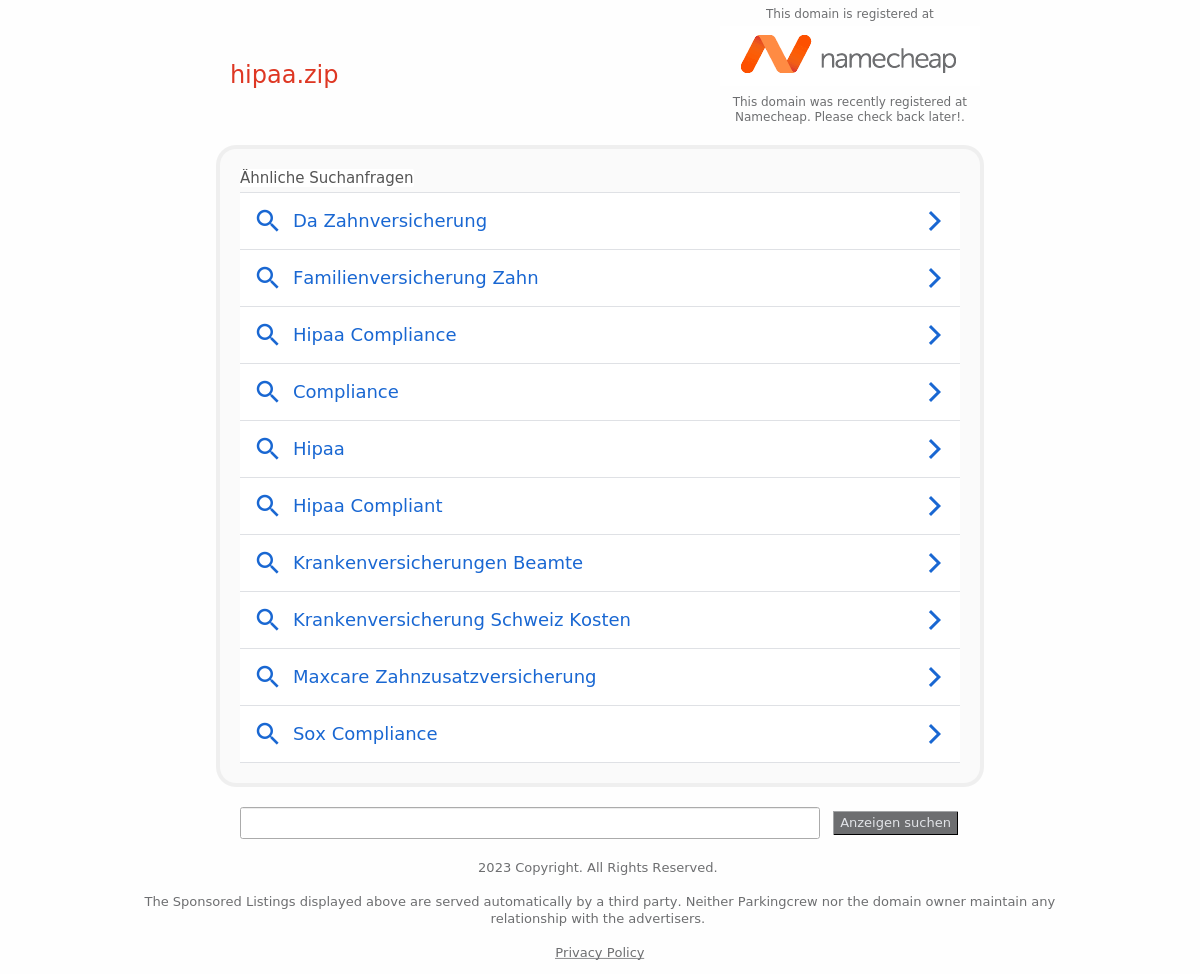 This domain is registered at
hipaa.zip
namecheap
This domain was recently registered at
Namecheap. Please check back later!.
Ähnliche Suchanfragen
Da Zahnversicherung
Familienversicherung Zahn
Hipaa Compliance
Compliance
Hipaa
Hipaa Compliant
Krankenversicherungen Beamte
Krankenversicherung Schweiz Kosten
Maxcare Zahnzusatzversicherung
Sox Compliance
Anzeigen suchen
2023 Copyright. All Rights Reserved.
The Sponsored Listings displayed above are served automatically by a third party. Neither Parkingcrew nor the domain owner maintain any
relationship with the advertisers.
Privacy Policy